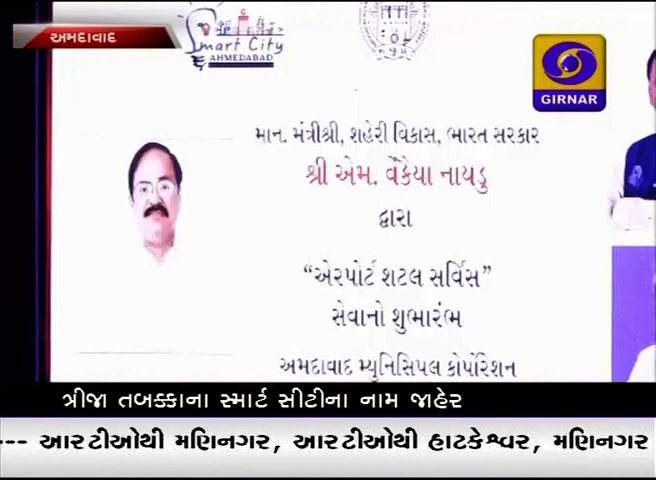 અમદાવાદ
Smart City
AHMEDABAD
GIRNAR
માન. મંત્રીશ્રી, શહેરી વિકાસ, ભારત સરકાર
શ્રી એમ. વેંકૈયા નાયડુ
દ્વારા
“એરપોર્ટ શટલ સર્વિસ”
સેવાનો શુભારંભ
અમદાવાદ મ્યુનિસિપલ કોર્પોરેશન
ત્રીજા તબક્કાના સ્માર્ટ સીટીના નામ જાહેર
--- આરટીઓથી મણિનગર, આરટીઓથી હાટકેશ્વર, મણિનગર